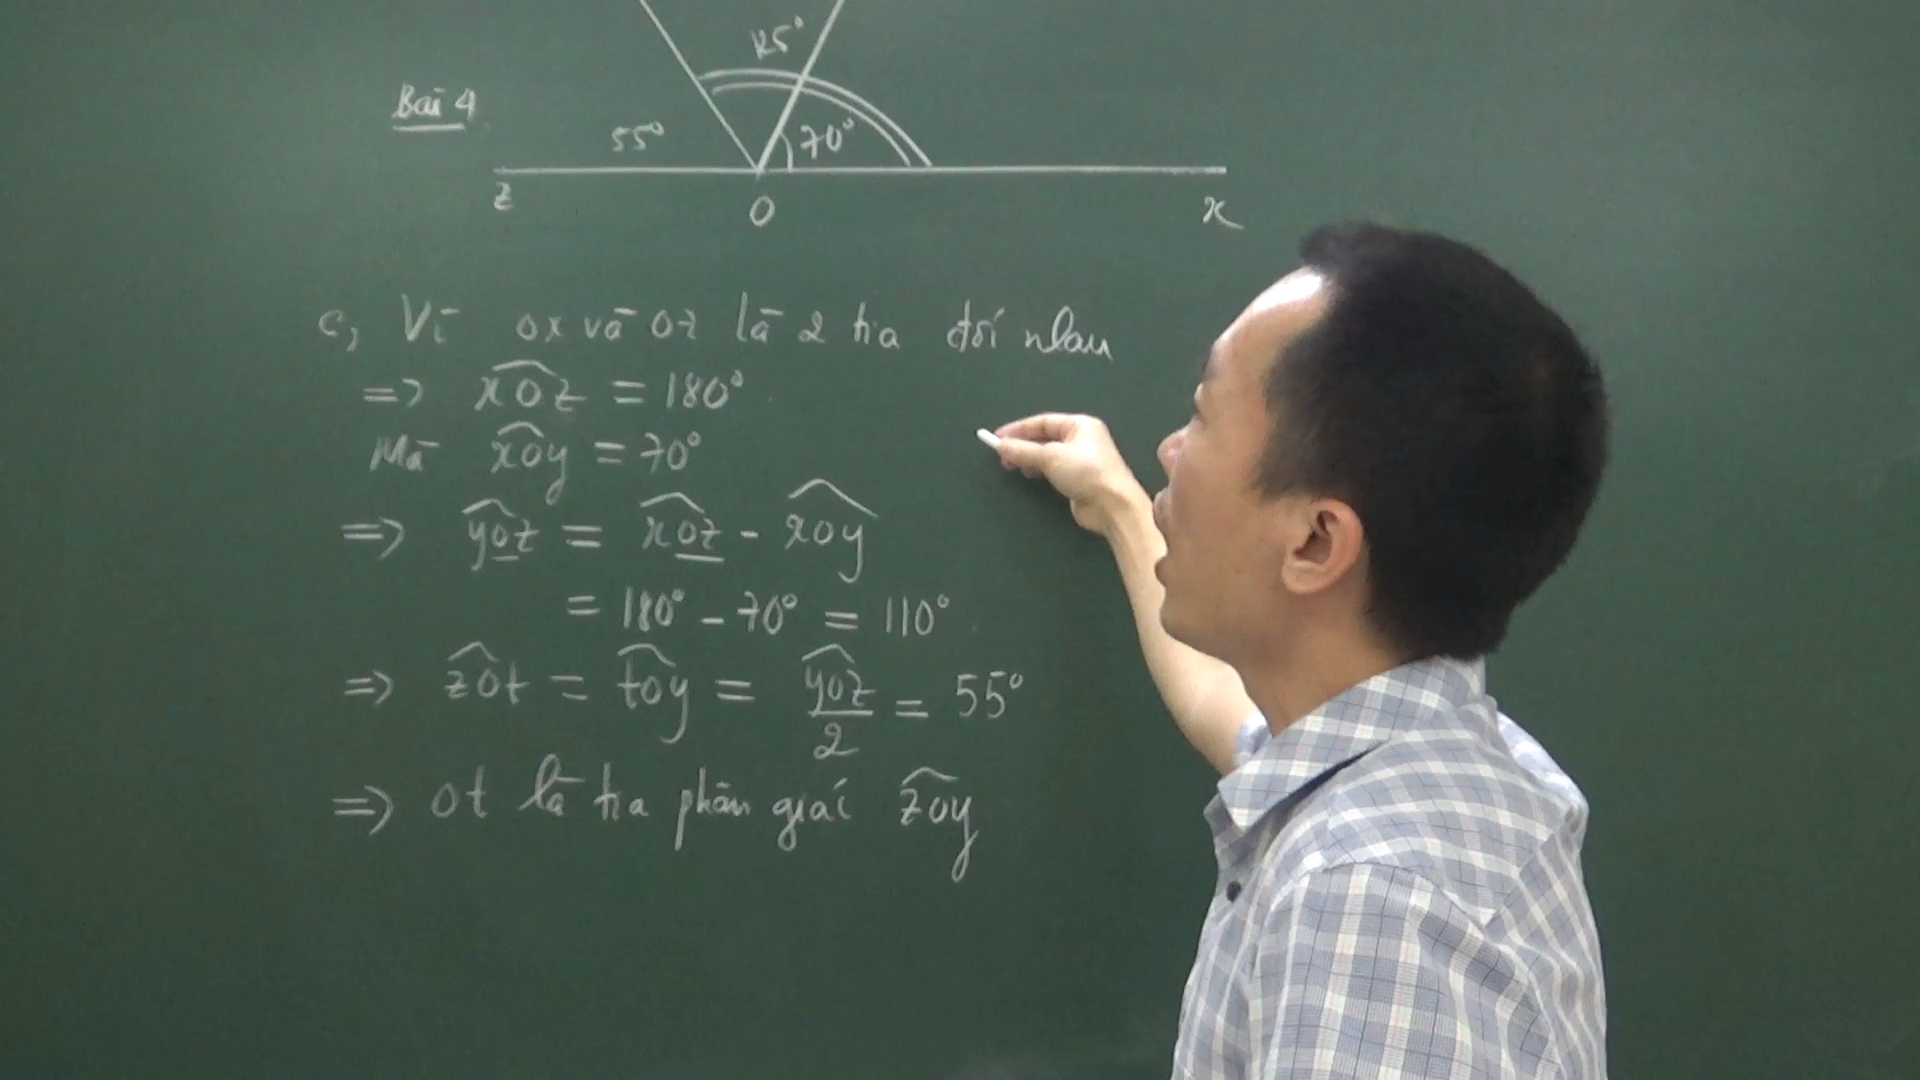 125°
Bài 4
55°
70°
z
O
x
c, Vì Ox và Oz là 2 tia đối nhau
=> xOz = 180°
Mà xOy = 70°
=> yOz = xOz - xOy
= 180° - 70° = 110°
=> zOt = tOy = yOz/2 = 55°
=> Ot là tia phân giác zOy